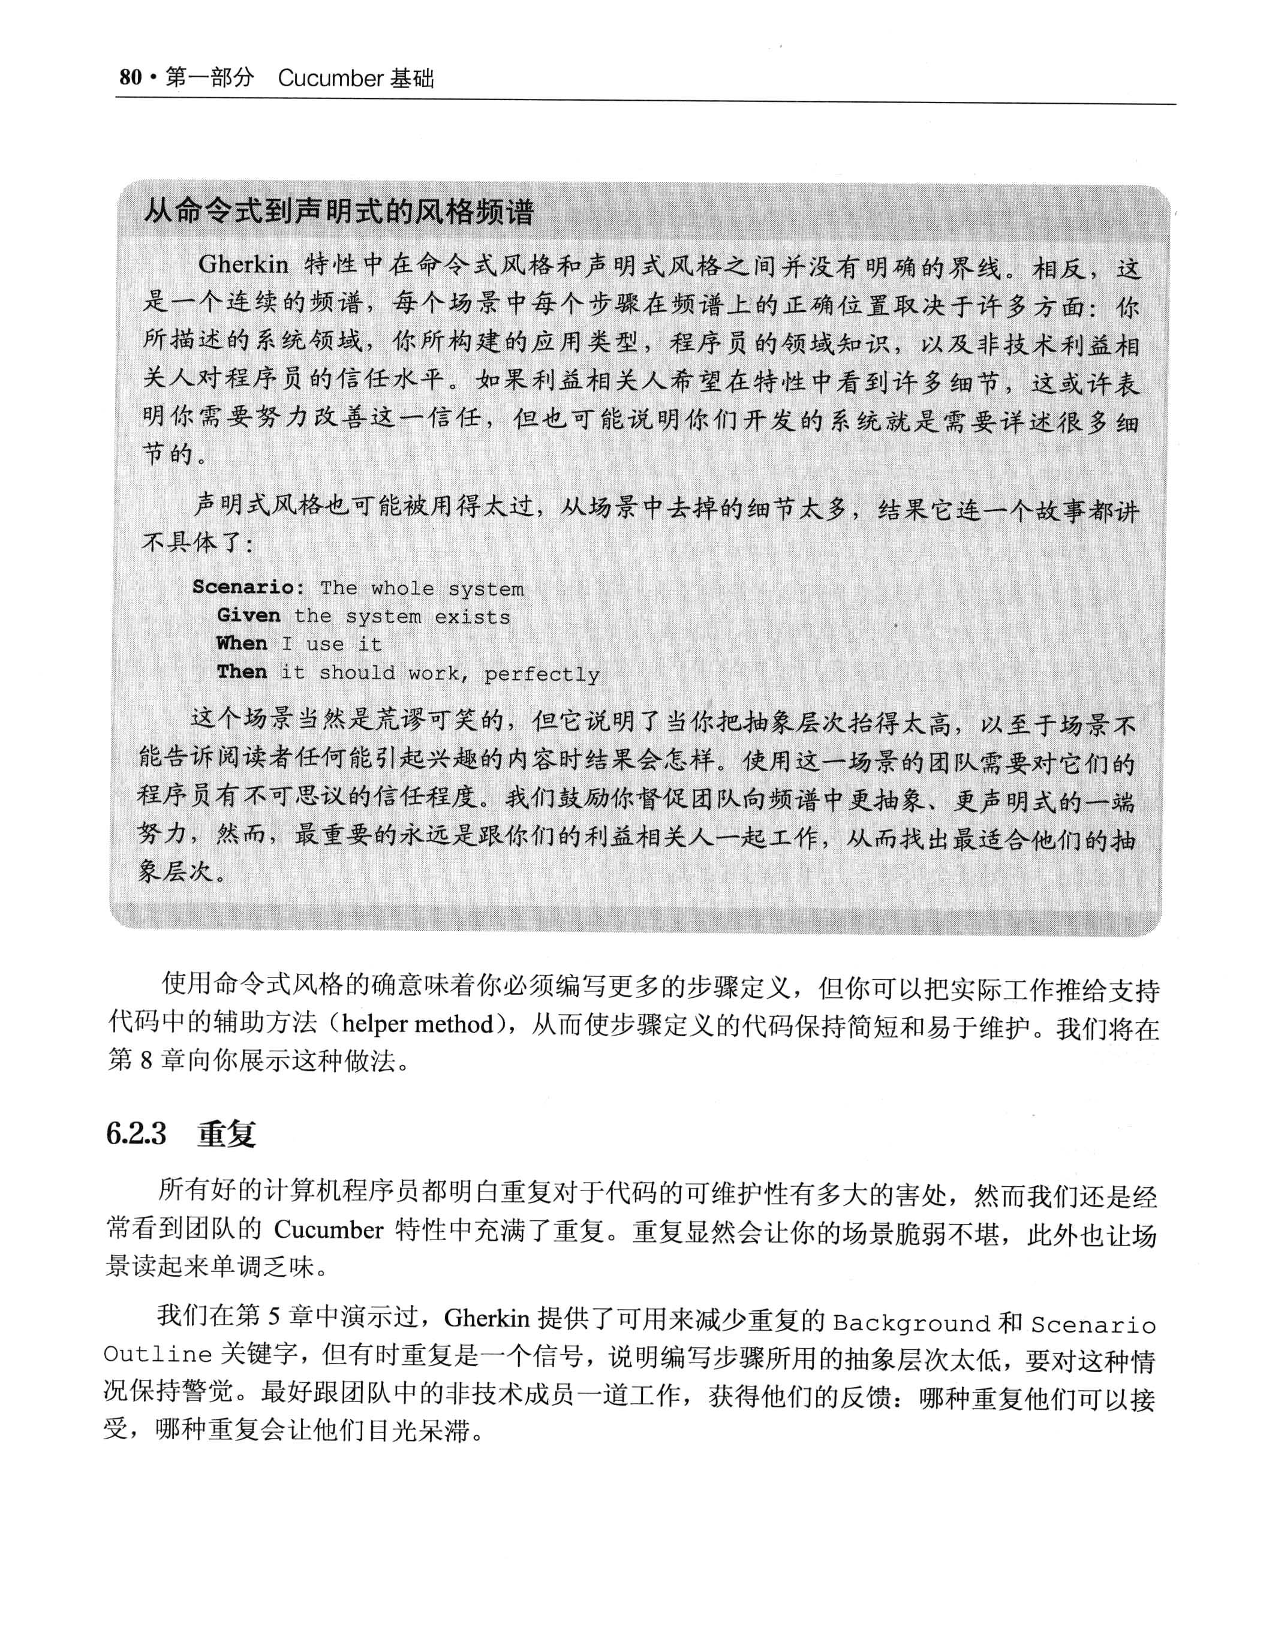 80 • 第一部分 Cucumber 基础
从命令式到声明式的风格频谱
Gherkin 特性中在命令式风格和声明式风格之间并没有明确的界线。相反，这
是一个连续的频谱，每个场景中每个步骤在频谱上的正确位置取决于许多方面：你
所描述的系统领域，你所构建的应用类型，程序员的领域知识，以及非技术利益相
关人对程序员的信任水平。如果利益相关人希望在特性中看到许多细节，这或许表
明你需要努力改善这一信任，但也可能说明你们开发的系统就是需要详述很多细
节的。
声明式风格也可能被用得太过，从场景中去掉的细节太多，结果它连一个故事都讲
不具体了：
Scenario: The whole system
Given the system exists
When I use it
Then it should work, perfectly
这个场景当然是荒谬可笑的，但它说明了当你把抽象层次抬得太高，以至于场景不
能告诉阅读者任何能引起兴趣的内容时结果会怎样。使用这一场景的团队需要对它们的
程序员有不可思议的信任程度。我们鼓励你督促团队向频谱中更抽象、更声明式的一端
努力，然而，最重要的永远是跟你们的利益相关人一起工作，从而找出最适合他们的抽
象层次。
使用命令式风格的确意味着你必须编写更多的步骤定义，但你可以把实际工作推给支持
代码中的辅助方法（helper method），从而使步骤定义的代码保持简短和易于维护。我们将在
第 8 章向你展示这种做法。
6.2.3 重复
所有好的计算机程序员都明白重复对于代码的可维护性有多大的害处，然而我们还是经
常看到团队的 Cucumber 特性中充满了重复。重复显然会让你的场景脆弱不堪，此外也让场
景读起来单调乏味。
我们在第 5 章中演示过，Gherkin 提供了可用来减少重复的 Background 和 Scenario
Outline 关键字，但有时重复是一个信号，说明编写步骤所用的抽象层次太低，要对这种情
况保持警觉。最好跟团队中的非技术成员一道工作，获得他们的反馈：哪种重复他们可以接
受，哪种重复会让他们目光呆滞。